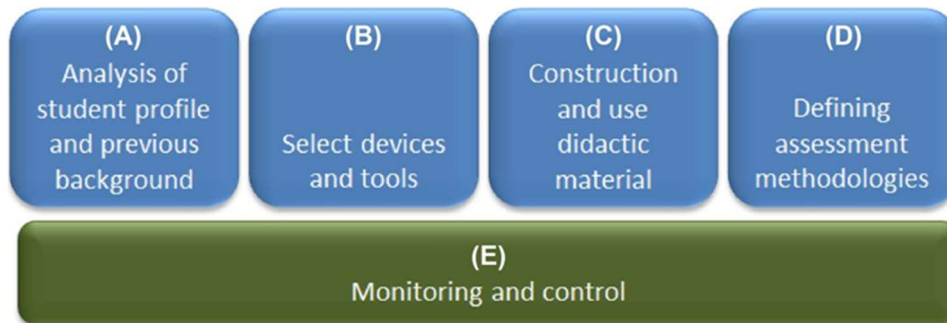 (A)
Analysis of
student profile
and previous
background
(B)
Select devices
and tools
(C)
Construction
and use
didactic
material
(D)
Defining
assessment
methodologies
(E)
Monitoring and control